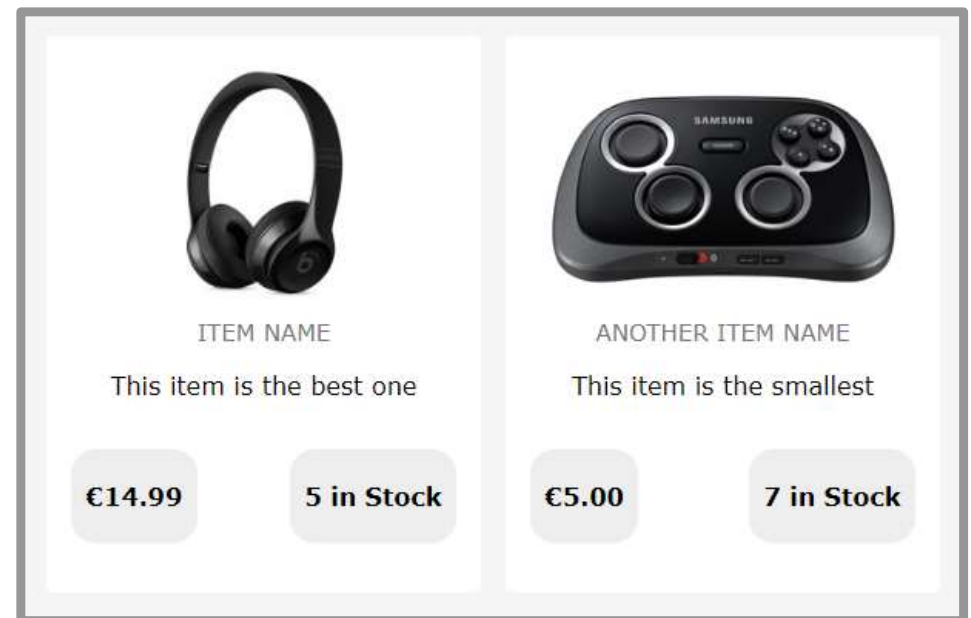 SAMSUNG
ITEM NAME
This item is the best one
€14.99
5 in Stock
ANOTHER ITEM NAME
This item is the smallest
€5.00
7 in Stock